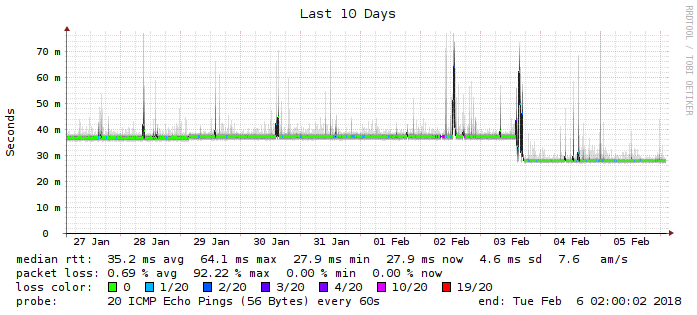 Last 10 Days
RRDTOOL / TOBI OETIKER
Seconds
70 m
60 m
50 m
40 m
30 m
20 m
10 m
0
27 Jan 28 Jan 29 Jan 30 Jan 31 Jan 01 Feb 02 Feb 03 Feb 04 Feb 05 Feb
median rtt: 35.2 ms avg 64.1 ms max 27.9 ms min 27.9 ms now 4.6 ms sd 7.6 am/s
packet loss: 0.69 % avg 92.22 % max 0.00 % min 0.00 % now
loss color: 0 1/20 2/20 3/20 4/20 10/20 19/20
probe: 20 ICMP Echo Pings (56 Bytes) every 60s end: Tue Feb 6 02:00:02 2018